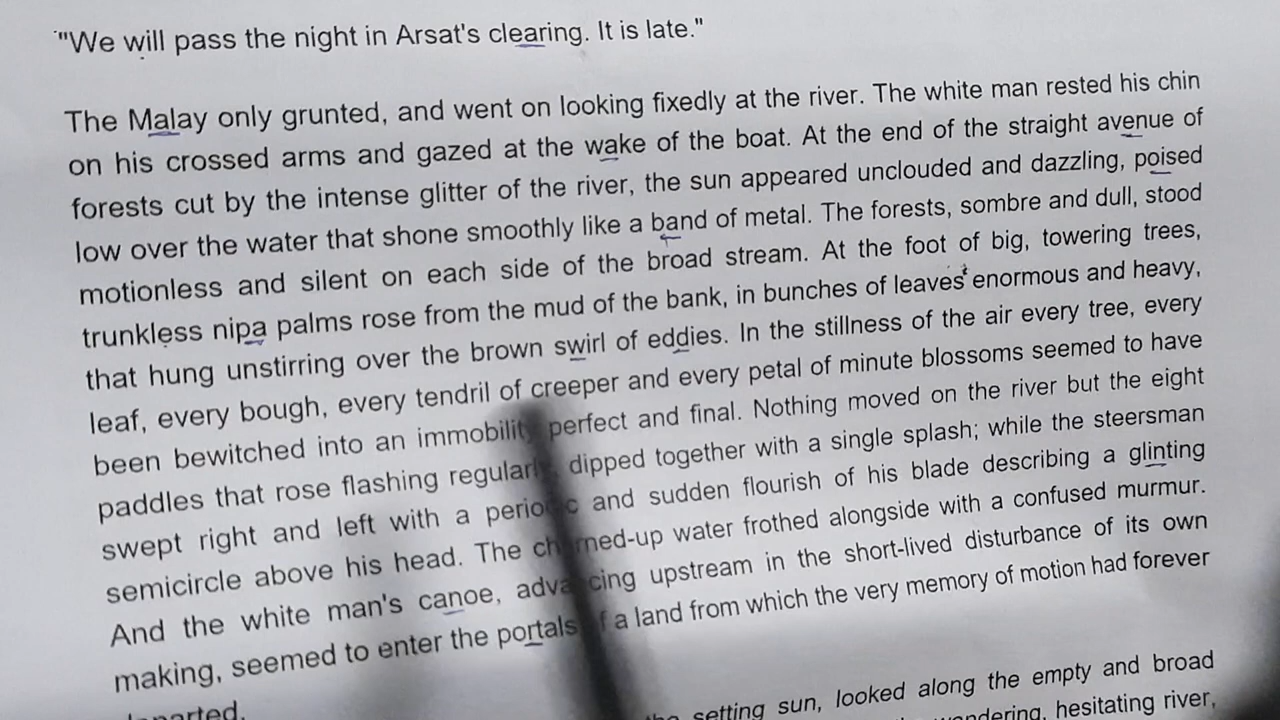 "We will pass the night in Arsat's clearing. It is late."
The Malay only grunted, and went on looking fixedly at the river. The white man rested his chin
on his crossed arms and gazed at the wake of the boat. At the end of the straight avenue of
forests cut by the intense glitter of the river, the sun appeared unclouded and dazzling, poised
low over the water that shone smoothly like a band of metal. The forests, sombre and dull, stood
motionless and silent on each side of the broad stream. At the foot of big, towering trees,
trunkless nipa palms rose from the mud of the bank, in bunches of leaves enormous and heavy,
that hung unstirring over the brown swirl of eddies. In the stillness of the air every tree, every
leaf, every bough, every tendril of creeper and every petal of minute blossoms seemed to have
been bewitched into an immobility perfect and final. Nothing moved on the river but the eight
paddles that rose flashing regularly, dipped together with a single splash; while the steersman
swept right and left with a periodic and sudden flourish of his blade describing a glinting
semicircle above his head. The churned-up water frothed alongside with a confused murmur.
And the white man's canoe, advancing upstream in the short-lived disturbance of its own
making, seemed to enter the portals of a land from which the very memory of motion had forever
departed.
the setting sun, looked along the empty and broad
wandering, hesitating river,